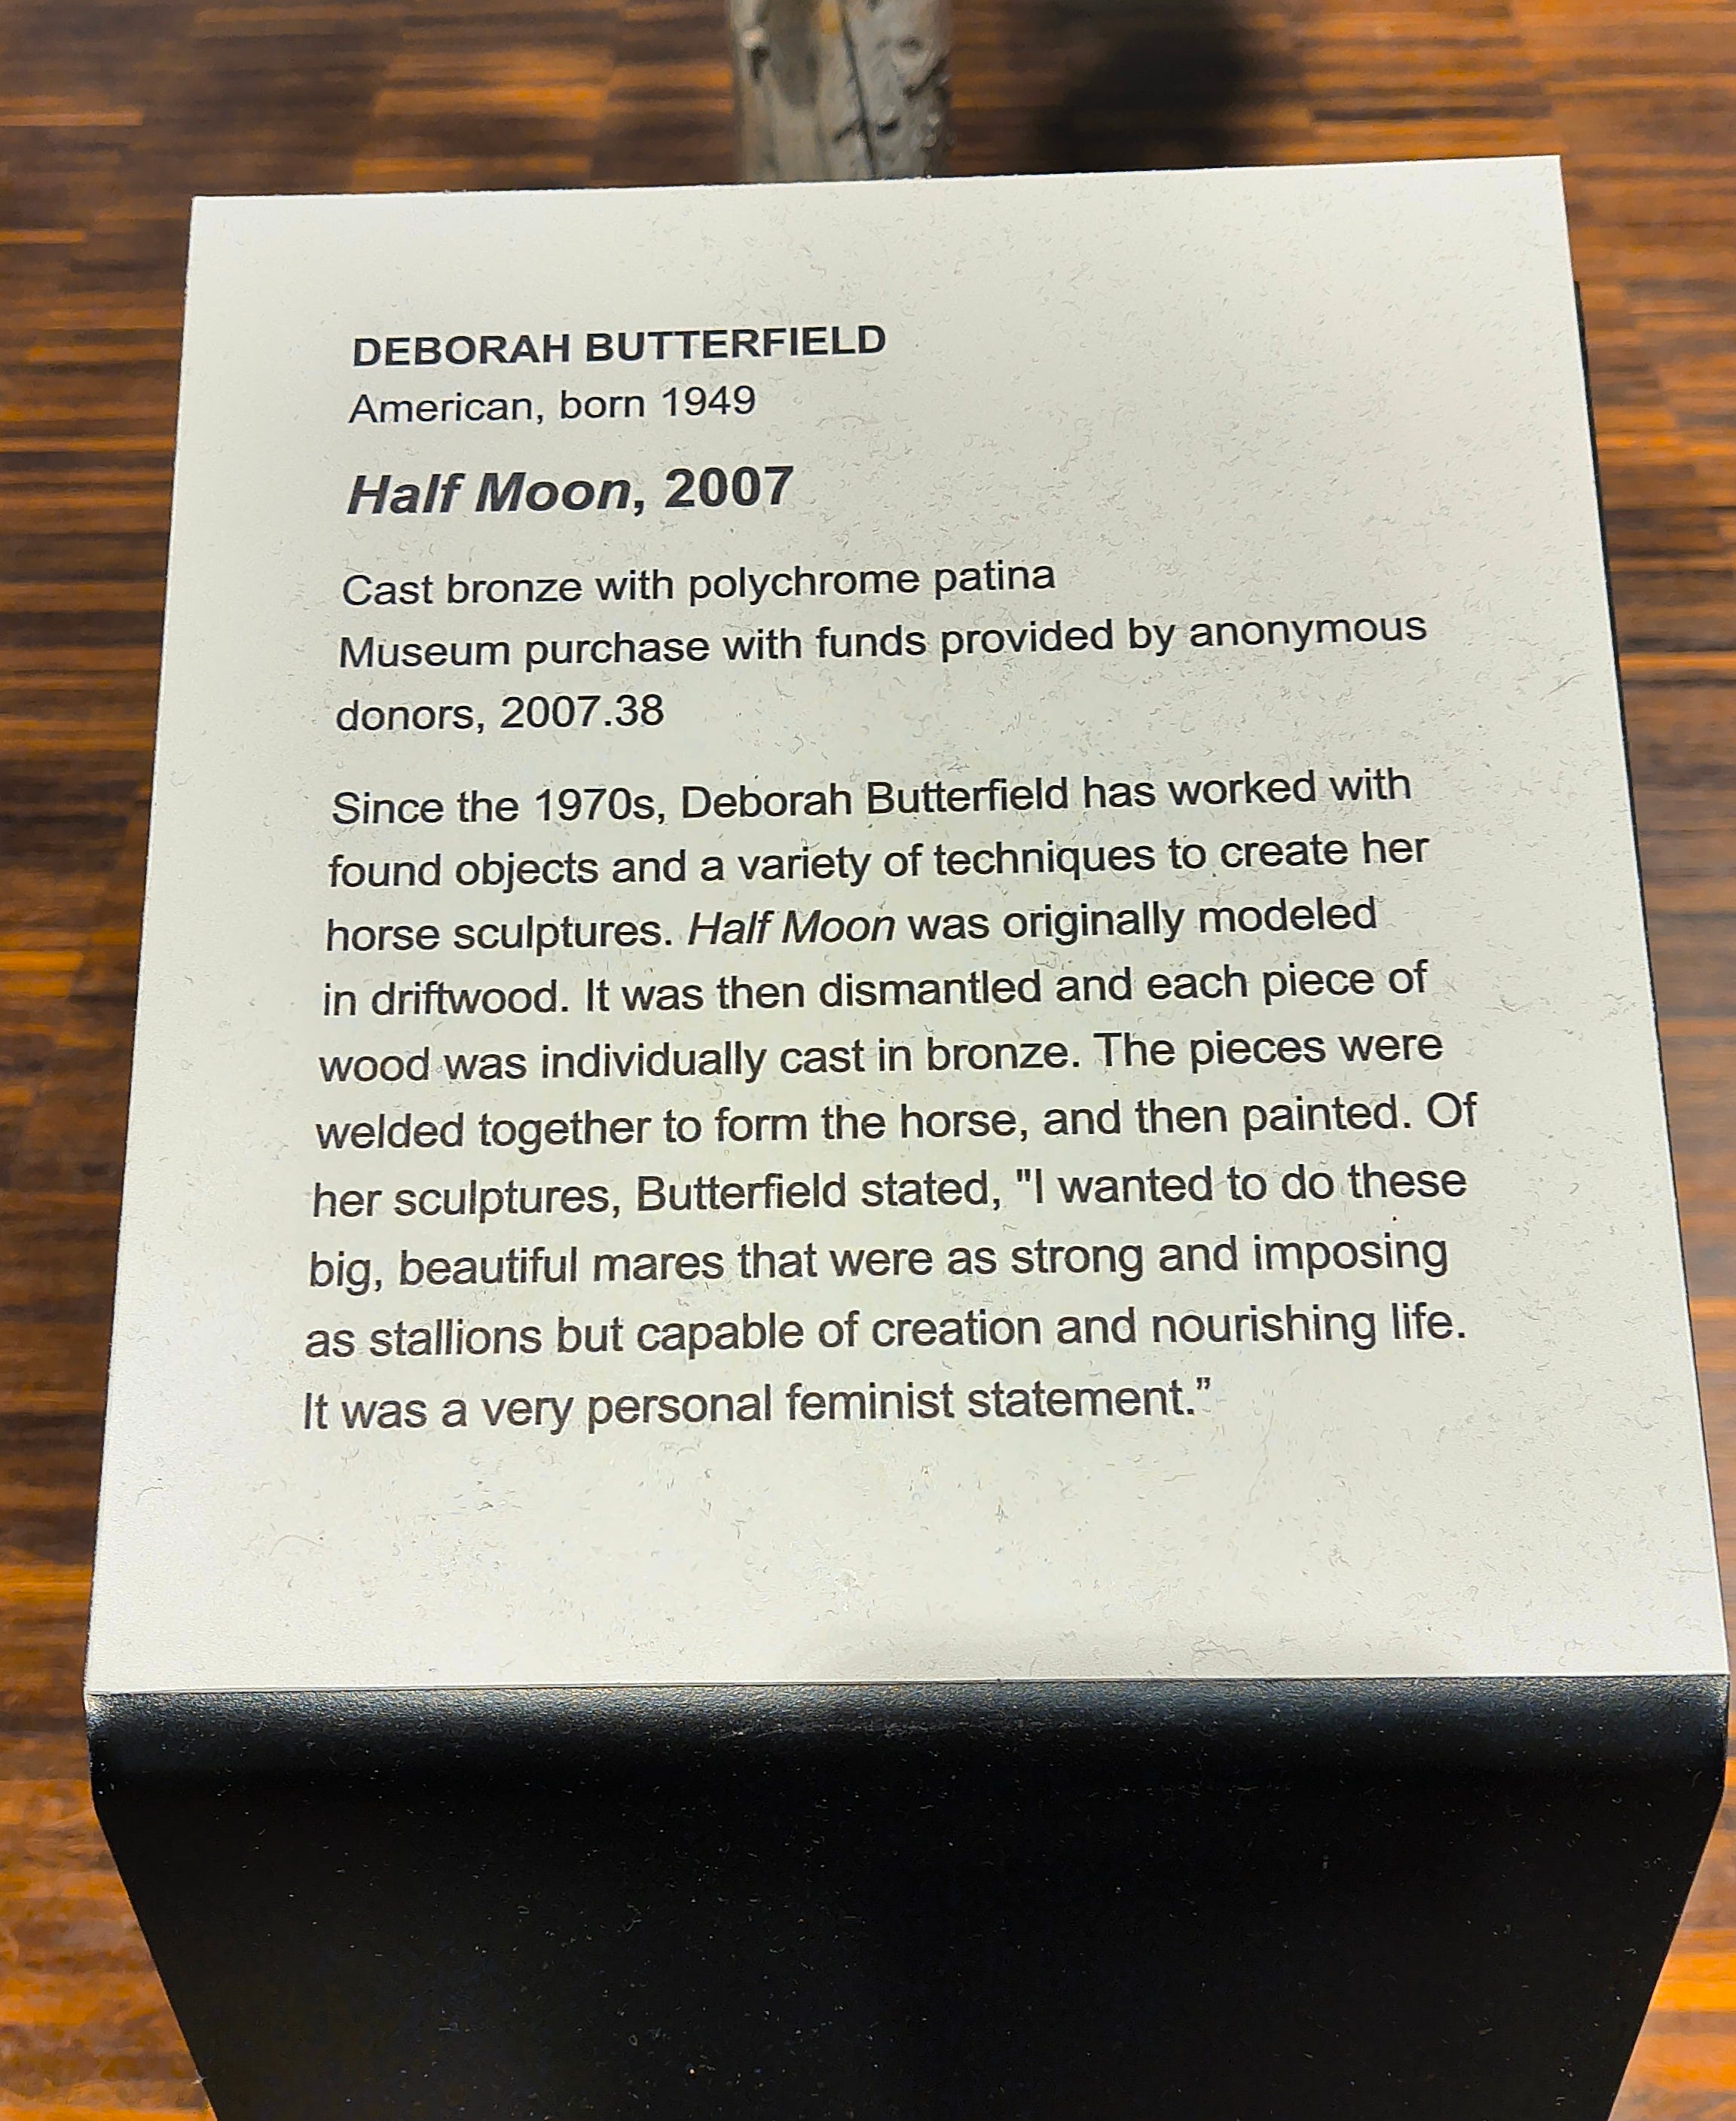 DEBORAH BUTTERFIELD
American, born 1949
Half Moon, 2007
Cast bronze with polychrome patina
Museum purchase with funds provided by anonymous
donors, 2007.38
Since the 1970s, Deborah Butterfield has worked with
found objects and a variety of techniques to create her
horse sculptures. Half Moon was originally modeled
in driftwood. It was then dismantled and each piece of
wood was individually cast in bronze. The pieces were
welded together to form the horse, and then painted. Of
her sculptures, Butterfield stated, "I wanted to do these
big, beautiful mares that were as strong and imposing
as stallions but capable of creation and nourishing life.
It was a very personal feminist statement.”